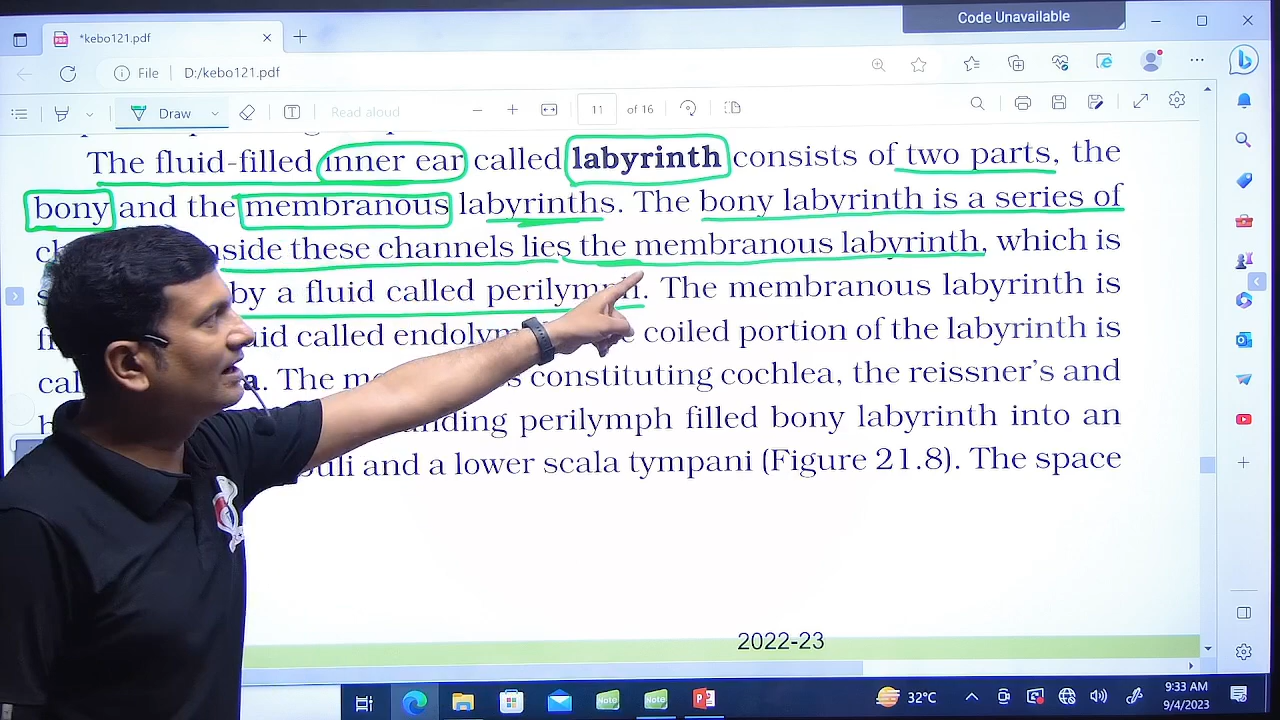 Code Unavailable
*kebo121.pdf
File D:/kebo121.pdf
Draw
Read aloud
11 of 16
The fluid-filled inner ear called labyrinth consists of two parts, the
bony and the membranous labyrinths. The bony labyrinth is a series of
these channels lies the membranous labyrinth, which is
by a fluid called perilymph. The membranous labyrinth is
called coiled portion of the labyrinth is
The constituting cochlea, the reissner's and
perilymph filled bony labyrinth into an
and a lower scala tympani (Figure 21.8). The space
2022-23
Note
Note
32°C
9:33 AM
9/4/2023